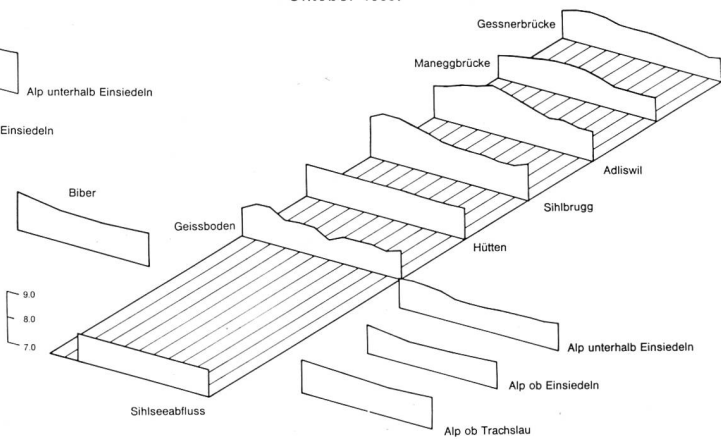 Gessnerbrücke
Maneggbrücke
Alp unterhalb Einsiedeln
Einsiedeln
Adliswil
Biber
Sihlbrugg
Geissboden
Hütten
9.0
8.0
7.0
Alp unterhalb Einsiedeln
Alp ob Einsiedeln
Sihlseeabfluss
Alp ob Trachslau